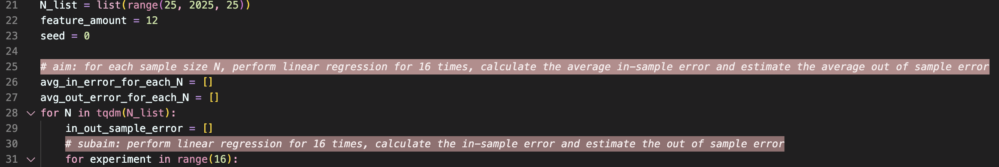 21 N_list = list(range(25, 2025, 25))
22 feature_amount = 12
23 seed = 0
24
25 # aim: for each sample size N, perform linear regression for 16 times, calculate the average in-sample error and estimate the average out of sample error
26 avg_in_error_for_each_N = []
27 avg_out_error_for_each_N = []
28 for N in tqdm(N_list):
29 in_out_sample_error = []
30 # subaim: perform linear regression for 16 times, calculate the in-sample error and estimate the out of sample error
31 for experiment in range(16):